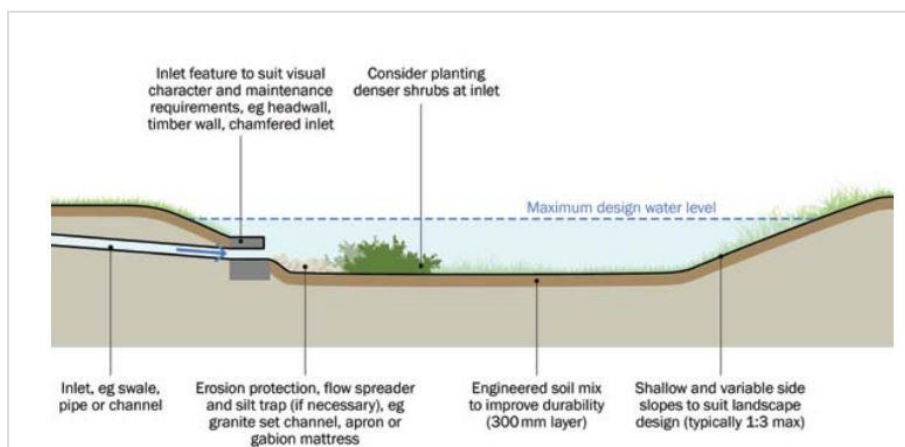 Inlet feature to suit visual
character and maintenance
requirements, eg headwall,
timber wall, chamfered inlet
Consider planting
denser shrubs at inlet
Maximum design water level
Inlet, eg swale,
pipe or channel
Erosion protection, flow spreader
and silt trap (if necessary), eg
granite set channel, apron or
gabion mattress
Engineered soil mix
to improve durability
(300 mm layer)
Shallow and variable side
slopes to suit landscape
design (typically 1:3 max)